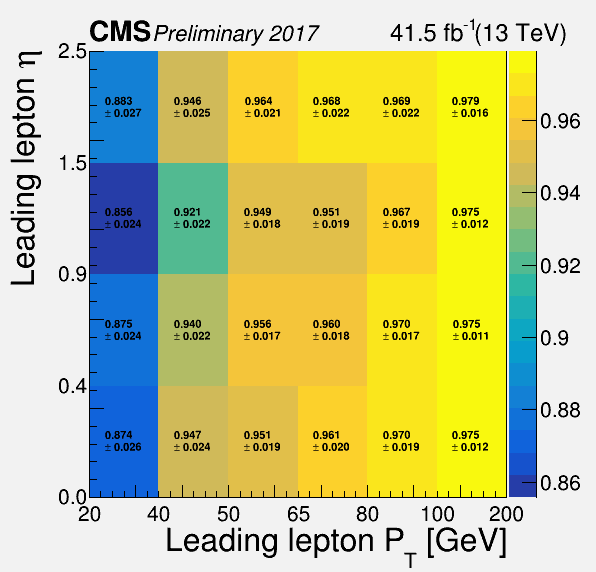 CMS Preliminary 2017 41.5 fb-1(13 TeV)
Leading lepton η
2.5
1.5
0.9
0.4
0.0
0.883 0.946 0.964 0.968 0.969 0.979
± 0.027 ± 0.025 ± 0.021 ± 0.022 ± 0.022 ± 0.016
0.856 0.921 0.949 0.951 0.967 0.975
± 0.024 ± 0.022 ± 0.018 ± 0.019 ± 0.019 ± 0.012
0.875 0.940 0.956 0.960 0.970 0.975
± 0.024 ± 0.022 ± 0.017 ± 0.018 ± 0.017 ± 0.011
0.874 0.947 0.951 0.961 0.970 0.975
± 0.026 ± 0.024 ± 0.019 ± 0.020 ± 0.019 ± 0.012
0.96
0.94
0.92
0.9
0.88
0.86
20 40 50 65 80 100 200
Leading lepton PT [GeV]